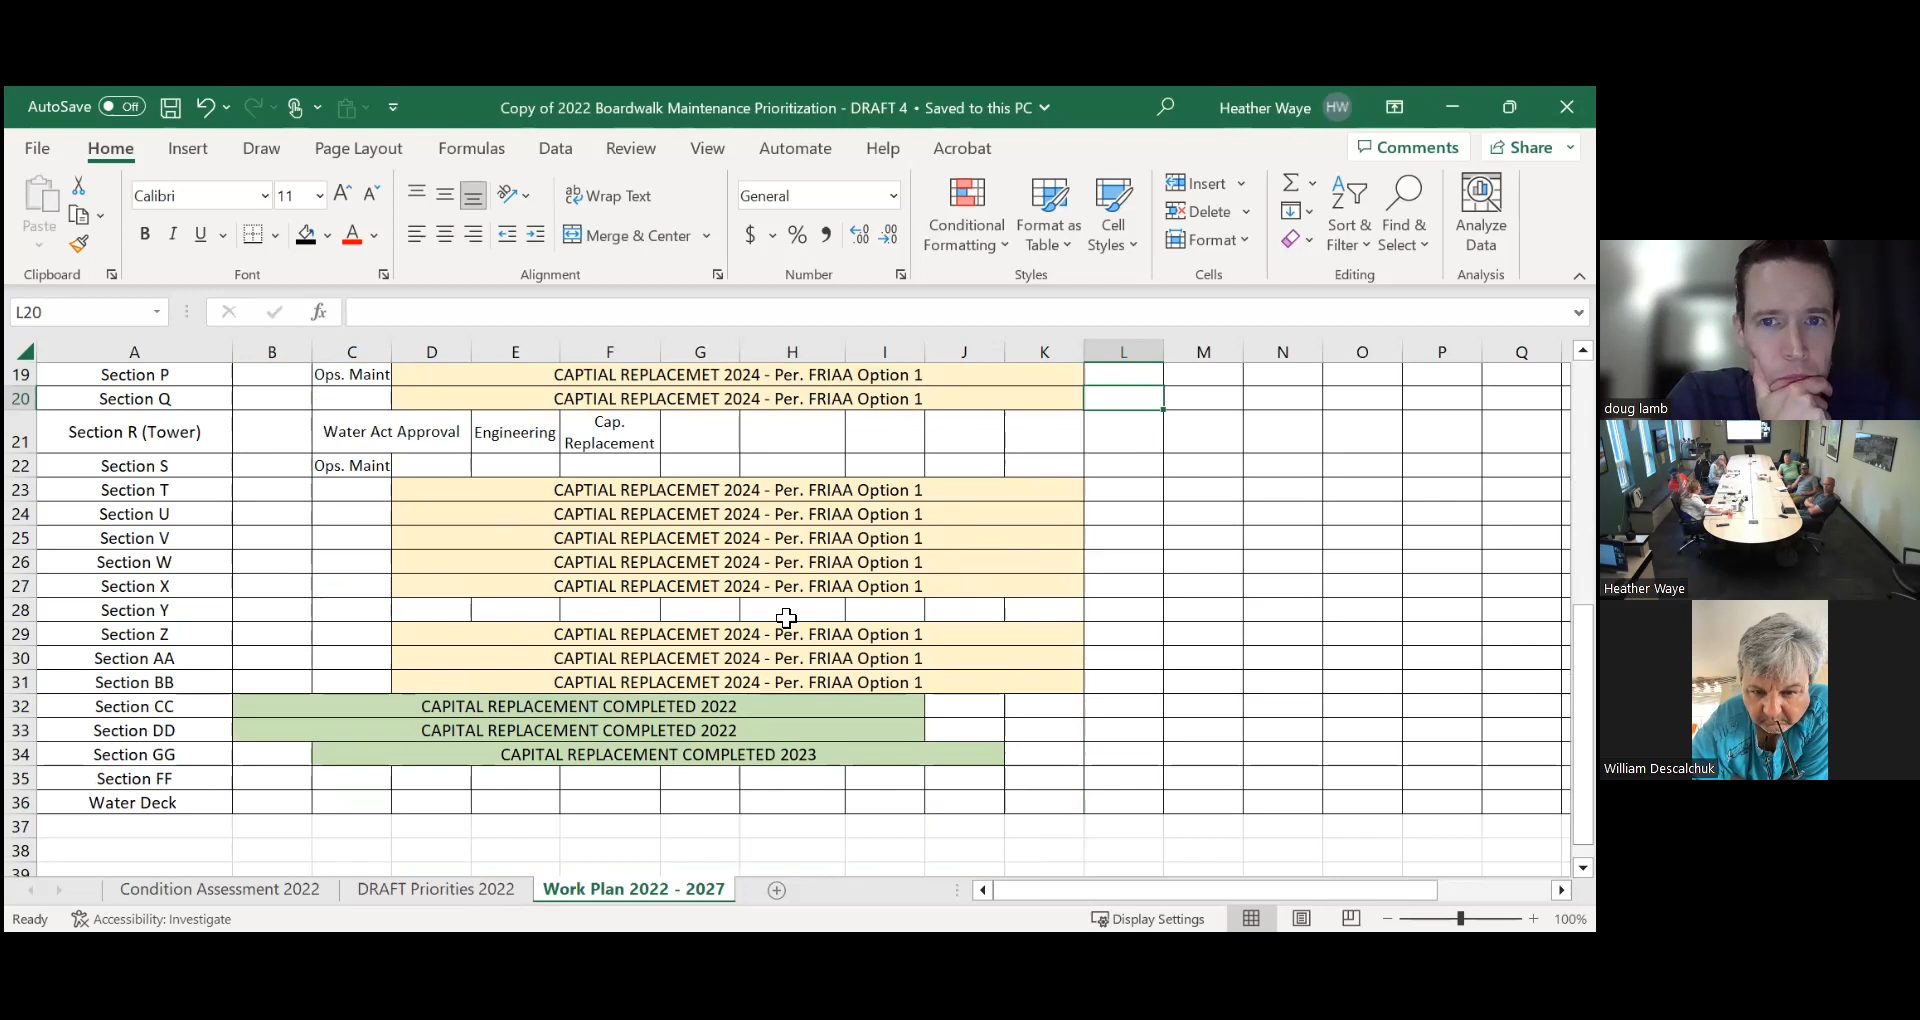 AutoSave Off Copy of 2022 Boardwalk Maintenance Prioritization - DRAFT 4 • Saved to this PC Heather Waye HW
File Home Insert Draw Page Layout Formulas Data Review View Automate Help Acrobat Comments Share
Paste Calibri 11 Wrap Text General Conditional Formatting Format as Table Cell Styles Insert Sort & Filter Find & Select Analyze Data
B I U A Merge & Center $ % Delete
Format
Clipboard Font Alignment Number Styles Cells Editing Analysis
L20 fx
A B C D E F G H I J K L M N O P Q
19 Section P Ops. Maint CAPTIAL REPLACEMET 2024 - Per. FRIAA Option 1
20 Section Q CAPTIAL REPLACEMET 2024 - Per. FRIAA Option 1
21 Section R (Tower) Water Act Approval Engineering Cap. Replacement
22 Section S Ops. Maint
23 Section T CAPTIAL REPLACEMET 2024 - Per. FRIAA Option 1
24 Section U CAPTIAL REPLACEMET 2024 - Per. FRIAA Option 1
25 Section V CAPTIAL REPLACEMET 2024 - Per. FRIAA Option 1
26 Section W CAPTIAL REPLACEMET 2024 - Per. FRIAA Option 1
27 Section X CAPTIAL REPLACEMET 2024 - Per. FRIAA Option 1
28 Section Y
29 Section Z CAPTIAL REPLACEMET 2024 - Per. FRIAA Option 1
30 Section AA CAPTIAL REPLACEMET 2024 - Per. FRIAA Option 1
31 Section BB CAPTIAL REPLACEMET 2024 - Per. FRIAA Option 1
32 Section CC CAPITAL REPLACEMENT COMPLETED 2022
33 Section DD CAPITAL REPLACEMENT COMPLETED 2022
34 Section GG CAPITAL REPLACEMENT COMPLETED 2023
35 Section FF
36 Water Deck
37
38
39
Condition Assessment 2022 DRAFT Priorities 2022 Work Plan 2022 - 2027
Ready Accessibility: Investigate Display Settings 100%
doug lamb
Heather Waye
William Descalchuk